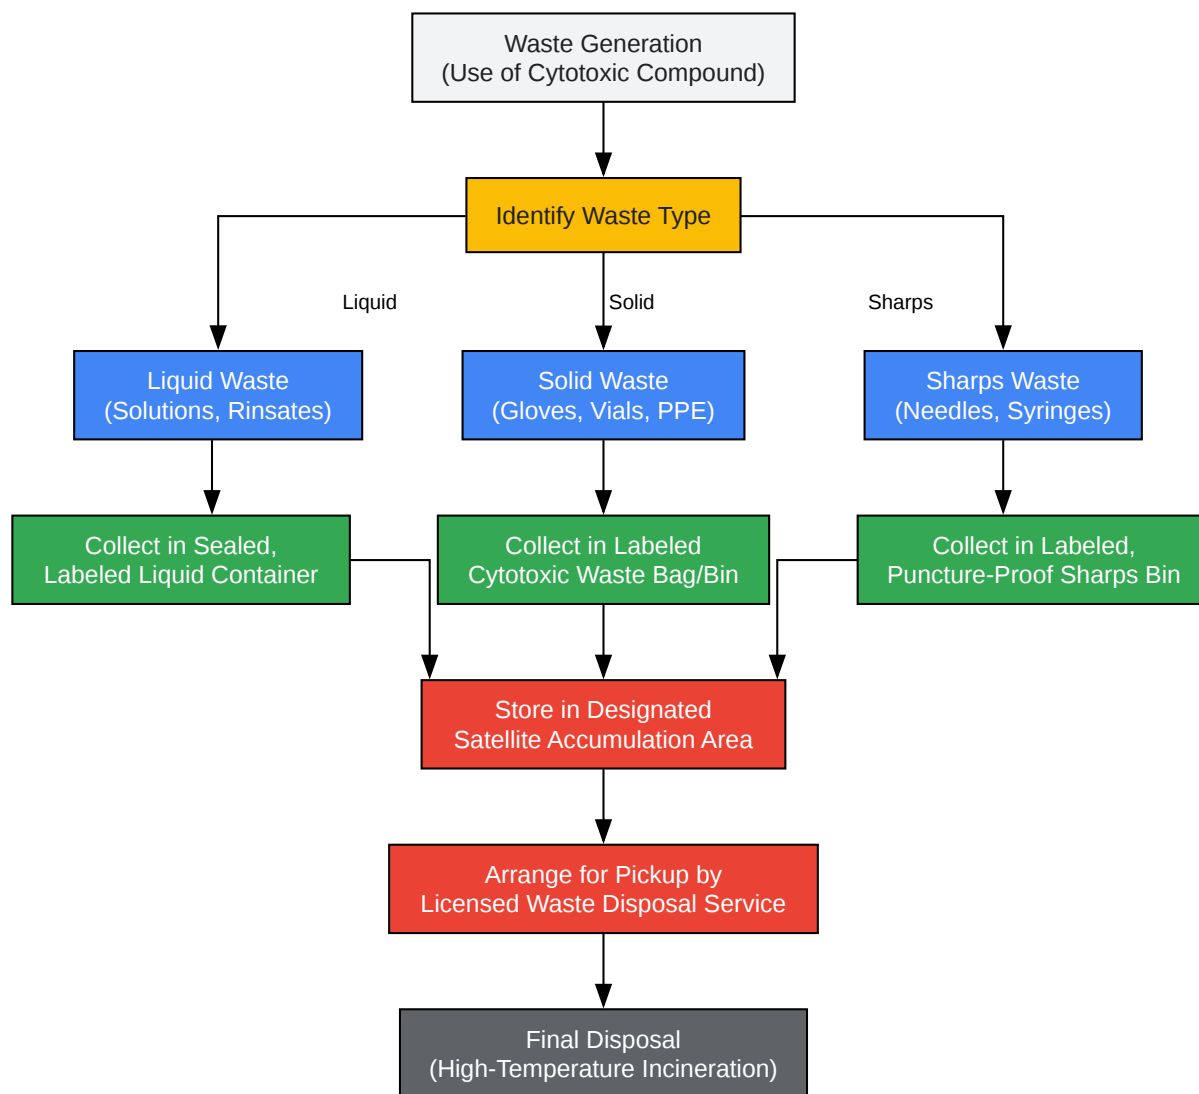 Waste Generation
(Use of Cytotoxic Compound)
Identify Waste Type
Liquid
Solid
Sharps
Liquid Waste
(Solutions, Rinsates)
Solid Waste
(Gloves, Vials, PPE)
Sharps Waste
(Needles, Syringes)
Collect in Sealed,
Labeled Liquid Container
Collect in Labeled
Cytotoxic Waste Bag/Bin
Collect in Labeled,
Puncture-Proof Sharps Bin
Store in Designated
Satellite Accumulation Area
Arrange for Pickup by
Licensed Waste Disposal Service
Final Disposal
(High-Temperature Incineration)